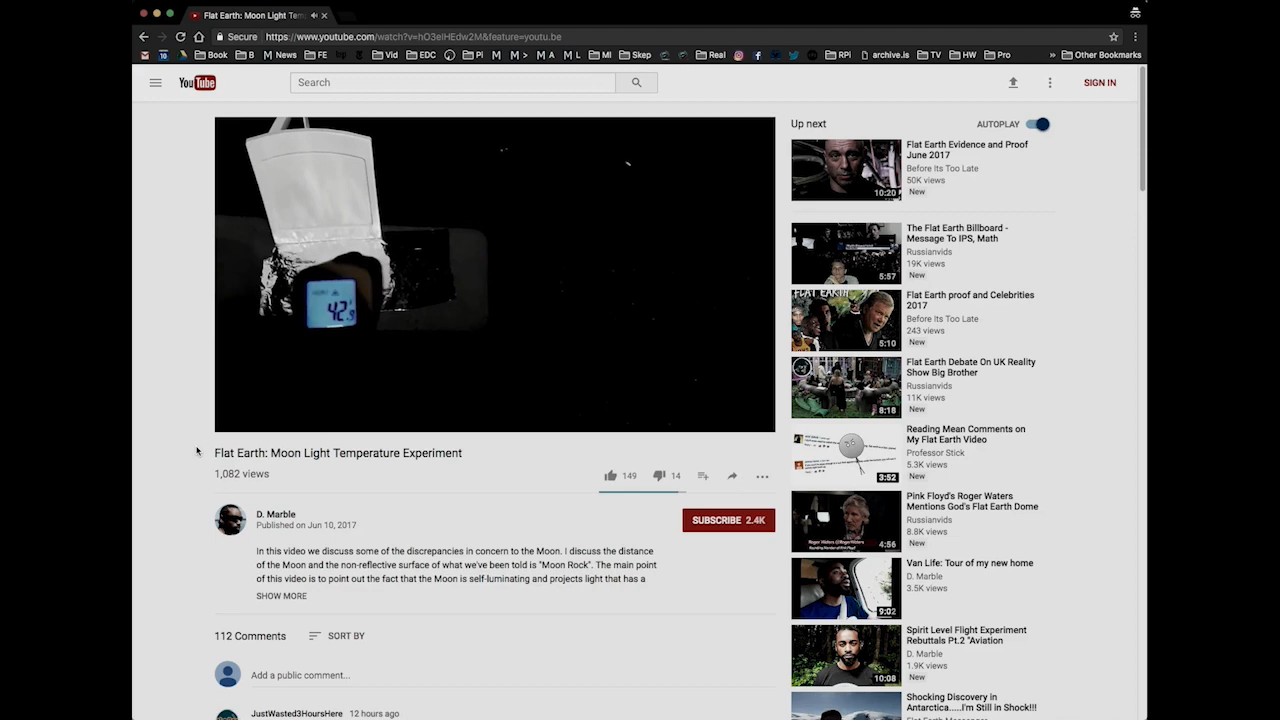 Flat Earth: Moon Light Tem
Secure https://www.youtube.com/watch?v=hO3eIHEdw2M&feature=youtu.be
10 Book B M News FE Vid EDC Pl M M > M A M L MI Skep Real RPi archive.is TV HW Pro » Other Bookmarks
YouTube
Search
SIGN IN
42.9
Flat Earth: Moon Light Temperature Experiment
1,082 views
149 14
D. Marble
Published on Jun 10, 2017
SUBSCRIBE 2.4K
In this video we discuss some of the discrepancies in concern to the Moon. I discuss the distance
of the Moon and the non-reflective surface of what we've been told is "Moon Rock". The main point
of this video is to point out the fact that the Moon is self-luminating and projects light that has a
SHOW MORE
112 Comments SORT BY
Add a public comment...
JustWasted3HoursHere 12 hours ago
Up next AUTOPLAY
10:20
Flat Earth Evidence and Proof
June 2017
Before Its Too Late
50K views
New
5:57
The Flat Earth Billboard -
Message To IPS, Math
Russianvids
19K views
New
FLAT EARTH
5:10
Flat Earth proof and Celebrities
2017
Before Its Too Late
243 views
New
8:18
Flat Earth Debate On UK Reality
Show Big Brother
Russianvids
11K views
New
3:52
Reading Mean Comments on
My Flat Earth Video
Professor Stick
5.3K views
New
4:56
Pink Floyd's Roger Waters
Mentions God's Flat Earth Dome
Russianvids
8.8K views
New
9:02
Van Life: Tour of my new home
D. Marble
3.5K views
10:08
Spirit Level Flight Experiment
Rebuttals Pt.2 "Aviation
D. Marble
1.9K views
New
Shocking Discovery in
Antarctica.....I'm Still in Shock!!!